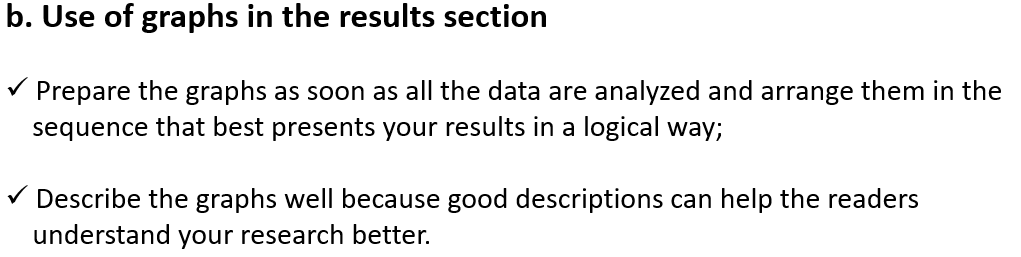 b. Use of graphs in the results section
✓ Prepare the graphs as soon as all the data are analyzed and arrange them in the
sequence that best presents your results in a logical way;
✓ Describe the graphs well because good descriptions can help the readers
understand your research better.